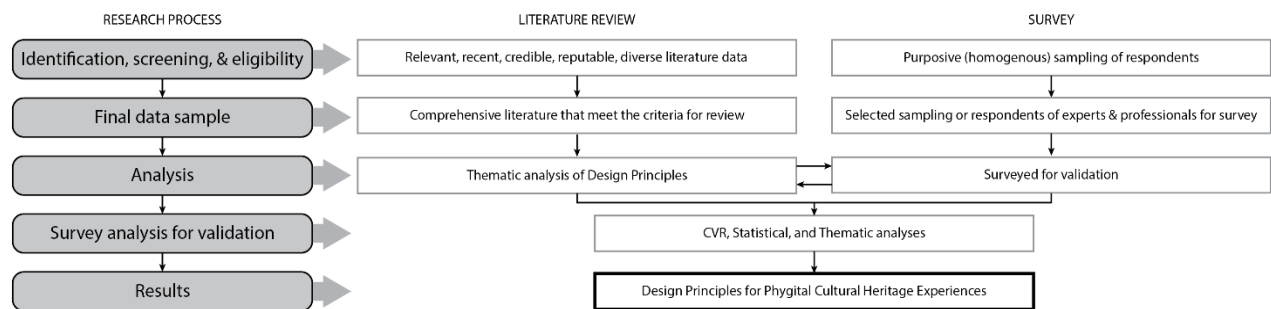 RESEARCH PROCESS
LITERATURE REVIEW
SURVEY
Identification, screening, & eligibility
Relevant, recent, credible, reputable, diverse literature data
Purposive (homogenous) sampling of respondents
Final data sample
Comprehensive literature that meet the criteria for review
Selected sampling or respondents of experts & professionals for survey
Analysis
Thematic analysis of Design Principles
Surveyed for validation
Survey analysis for validation
CVR, Statistical, and Thematic analyses
Results
Design Principles for Phygital Cultural Heritage Experiences